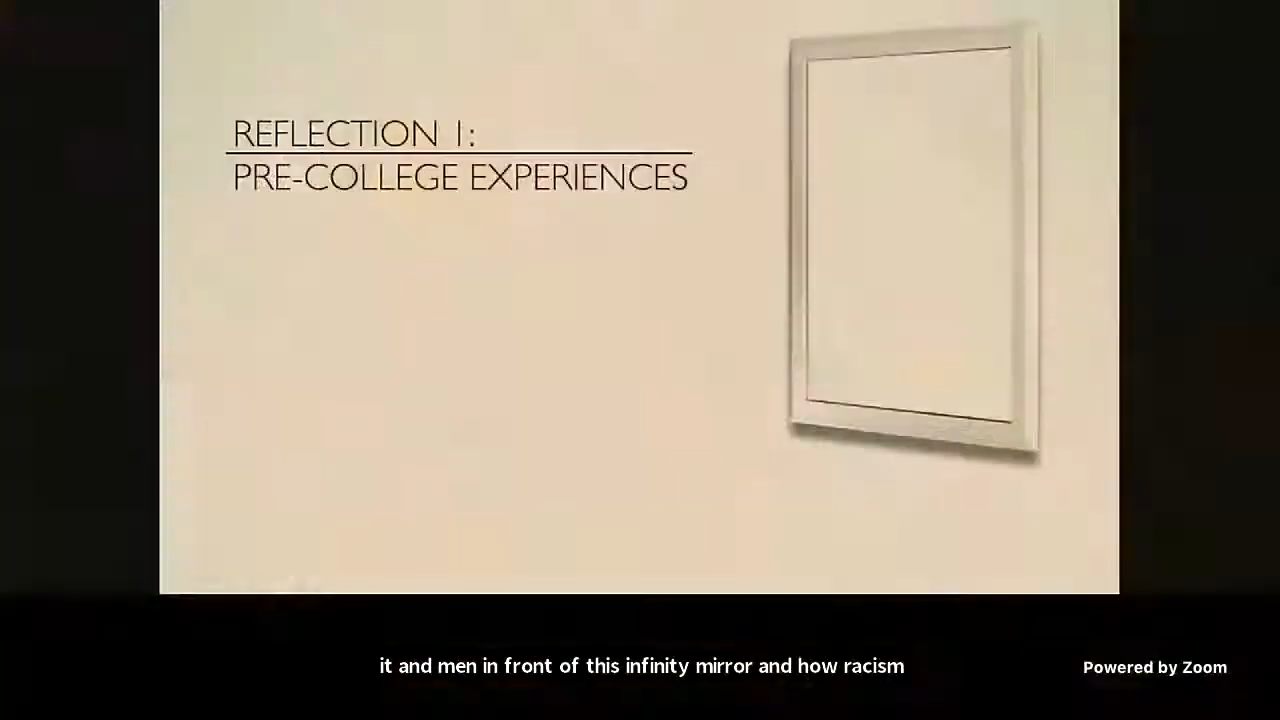 REFLECTION 1:
PRE-COLLEGE EXPERIENCES
it and men in front of this infinity mirror and how racism
Powered by Zoom